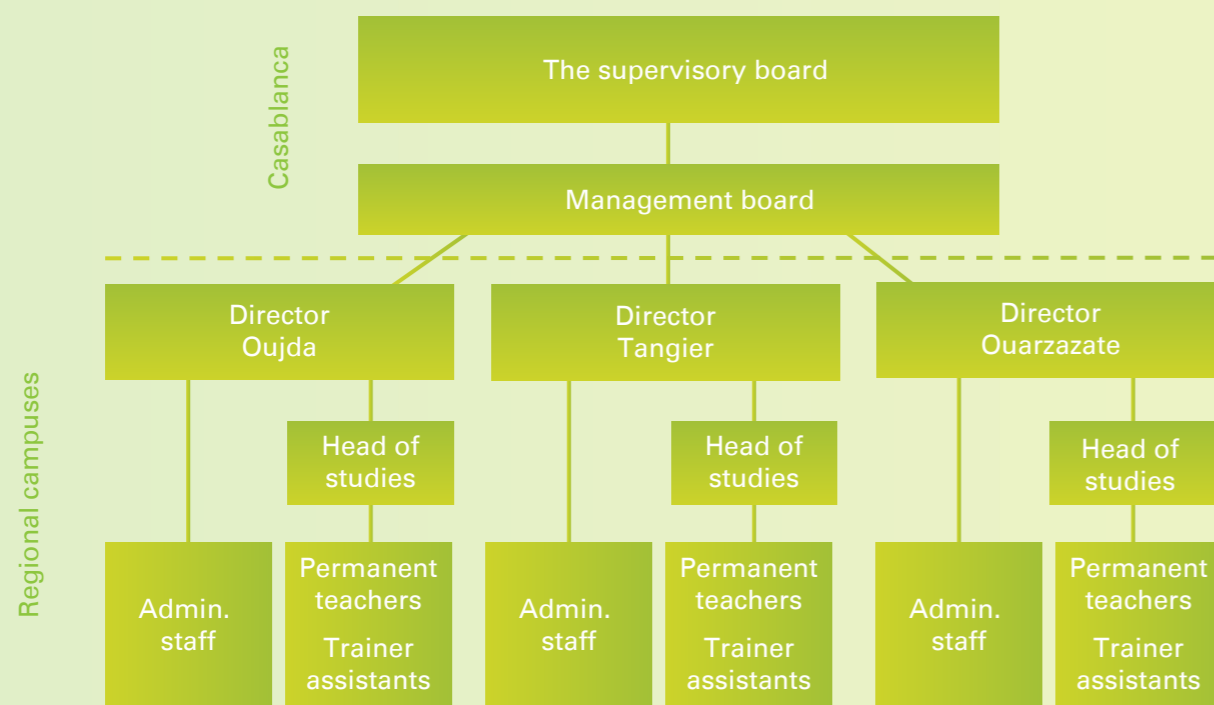 Casablanca
The supervisory board
Management board
Regional campuses
Director
Oujda
Director
Tangier
Director
Ouarzazate
Head of
studies
Head of
studies
Head of
studies
Admin.
staff
Permanent
teachers
Trainer
assistants
Admin.
staff
Permanent
teachers
Trainer
assistants
Admin.
staff
Permanent
teachers
Trainer
assistants